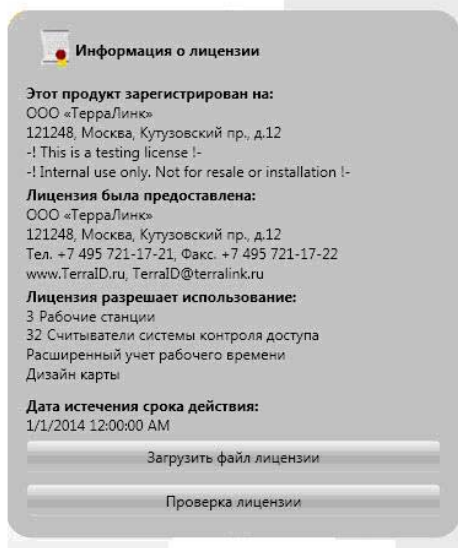 Информация о лицензии
Этот продукт зарегистрирован на:
ООО «ТерраЛинк»
121248, Москва, Кутузовский пр., д.12
-! This is a testing license !-
-! Internal use only. Not for resale or installation !-
Лицензия была предоставлена:
ООО «ТерраЛинк»
121248, Москва, Кутузовский пр., д.12
Тел. +7 495 721-17-21, Факс. +7 495 721-17-22
www.TerraID.ru, TerraID@terralink.ru
Лицензия разрешает использование:
3 Рабочие станции
32 Считыватели системы контроля доступа
Расширенный учет рабочего времени
Дизайн карты
Дата истечения срока действия:
1/1/2014 12:00:00 AM
Загрузить файл лицензии
Проверка лицензии